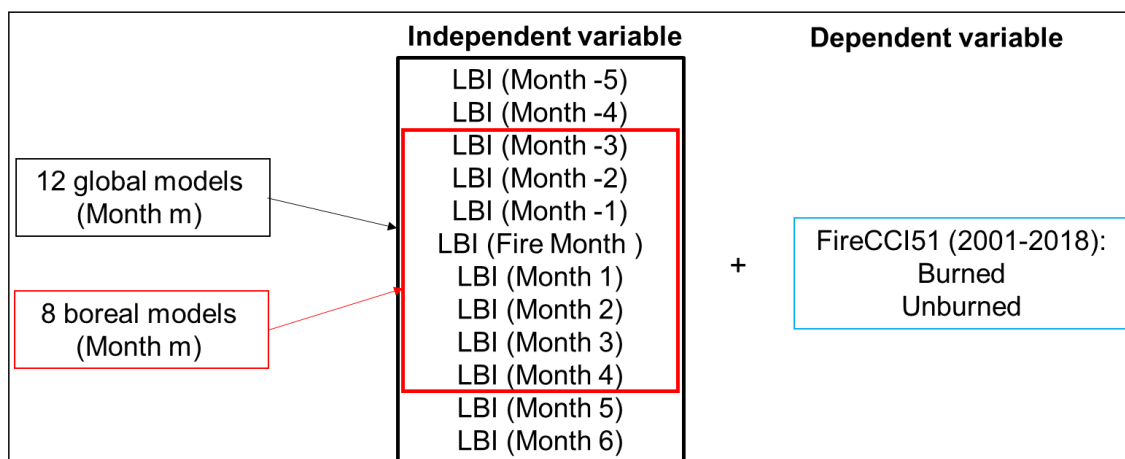 Independent variable
Dependent variable
LBI (Month -5)
LBI (Month -4)
LBI (Month -3)
LBI (Month -2)
LBI (Month -1)
LBI (Fire Month )
LBI (Month 1)
LBI (Month 2)
LBI (Month 3)
LBI (Month 4)
LBI (Month 5)
LBI (Month 6)
12 global models
(Month m)
8 boreal models
(Month m)
+
FireCCI51 (2001-2018):
Burned
Unburned